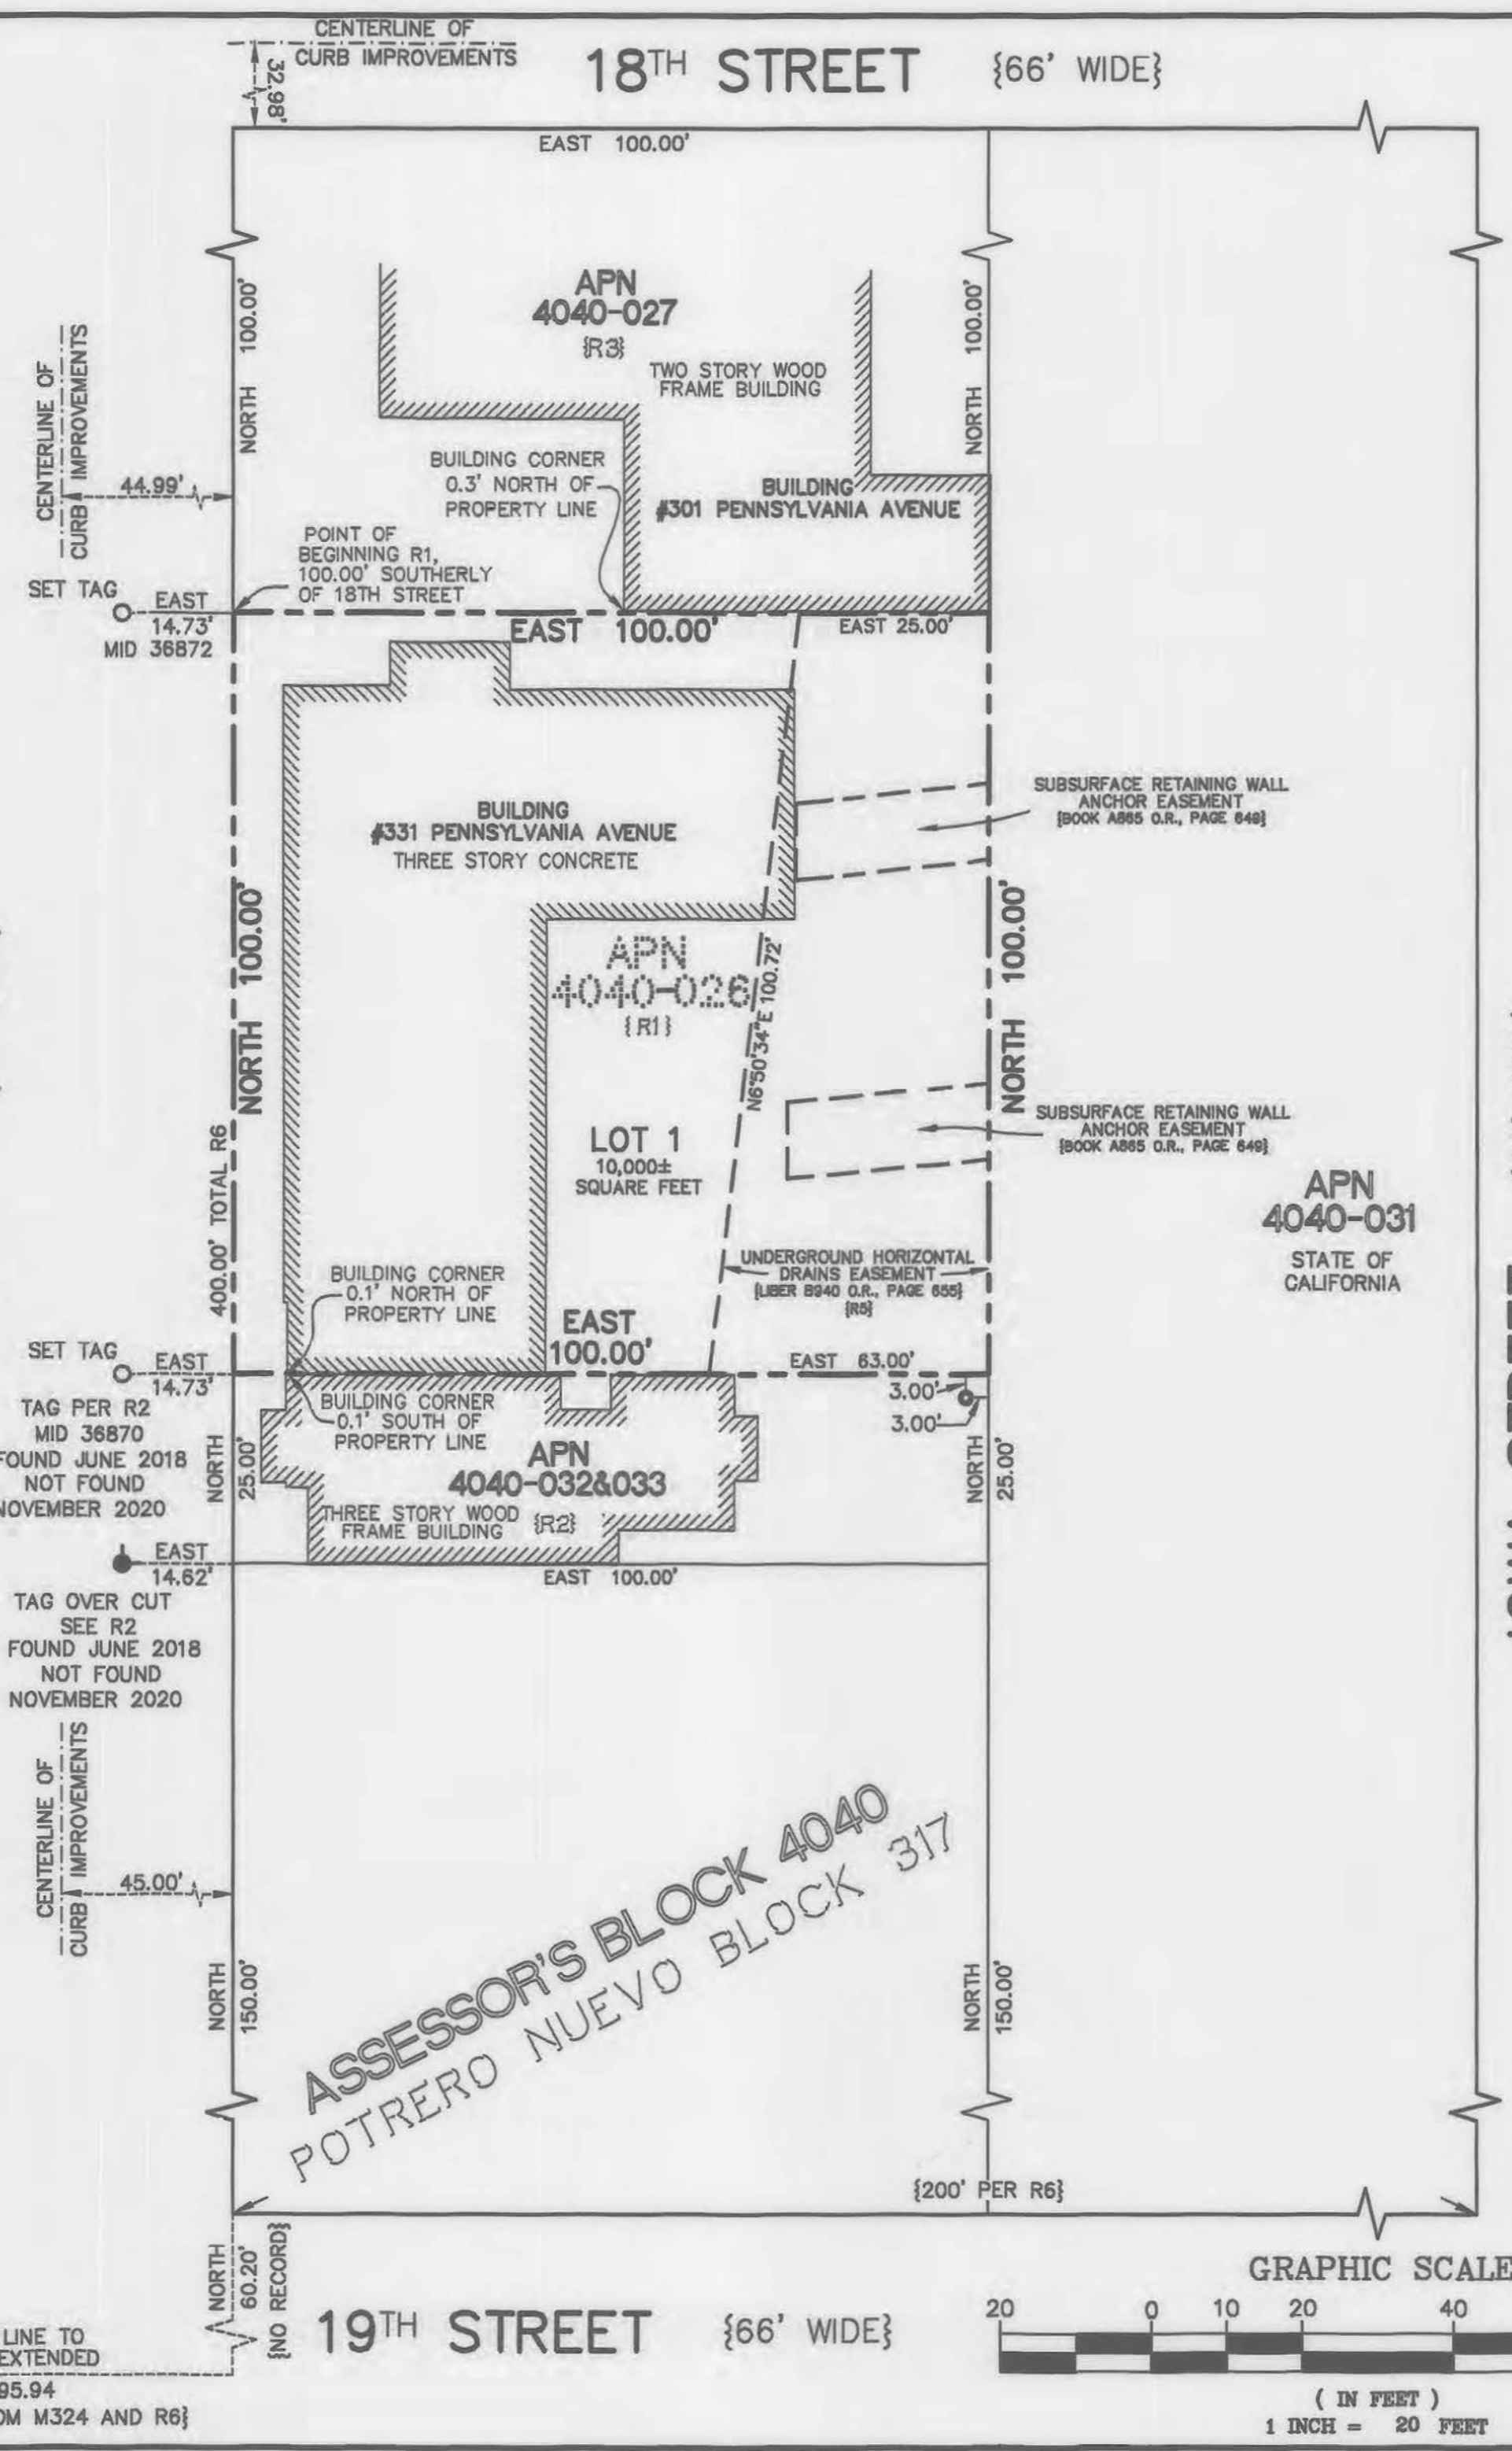 CENTERLINE OF
CURB IMPROVEMENTS
32.98'
18TH STREET {66' WIDE}
EAST 100.00'
NORTH 100.00'
NORTH 100.00'
APN
4040-027
{R3}
TWO STORY WOOD
FRAME BUILDING
CENTERLINE OF
CURB IMPROVEMENTS
44.99'
BUILDING CORNER
0.3' NORTH OF
PROPERTY LINE
BUILDING
#301 PENNSYLVANIA AVENUE
POINT OF
BEGINNING R1,
100.00' SOUTHERLY
OF 18TH STREET
SET TAG
EAST
14.73'
MID 36872
EAST 100.00'
EAST 25.00'
BUILDING
#331 PENNSYLVANIA AVENUE
THREE STORY CONCRETE
SUBSURFACE RETAINING WALL
ANCHOR EASEMENT
{BOOK A865 O.R., PAGE 649}
NORTH 100.00'
NORTH 100.00'
APN
4040-026
{R1}
N6°50'34"E 100.72'
LOT 1
10,000±
SQUARE FEET
SUBSURFACE RETAINING WALL
ANCHOR EASEMENT
{BOOK A865 O.R., PAGE 649}
APN
4040-031
STATE OF
CALIFORNIA
400.00' TOTAL R6
UNDERGROUND HORIZONTAL
DRAINS EASEMENT
{LIBER B940 O.R., PAGE 655}
{R5}
BUILDING CORNER
0.1' NORTH OF
PROPERTY LINE
EAST
100.00'
EAST 63.00'
SET TAG
EAST
14.73'
TAG PER R2
MID 36870
FOUND JUNE 2018
NOT FOUND
NOVEMBER 2020
BUILDING CORNER
0.1' SOUTH OF
PROPERTY LINE
3.00'
3.00'
APN
4040-032&033
THREE STORY WOOD
FRAME BUILDING
{R2}
NORTH
25.00'
NORTH
25.00'
EAST
14.62'
EAST 100.00'
TAG OVER CUT
SEE R2
FOUND JUNE 2018
NOT FOUND
NOVEMBER 2020
CENTERLINE OF
CURB IMPROVEMENTS
45.00'
ASSESSOR'S BLOCK 4040
POTRERO NUEVO BLOCK 317
NORTH
150.00'
NORTH
150.00'
{200' PER R6}
NORTH
60.20'
{NO RECORD}
19TH STREET {66' WIDE}
LINE TO
EXTENDED
95.94
OM M324 AND R6}
GRAPHIC SCALE
20 0 10 20 40
( IN FEET )
1 INCH = 20 FEET